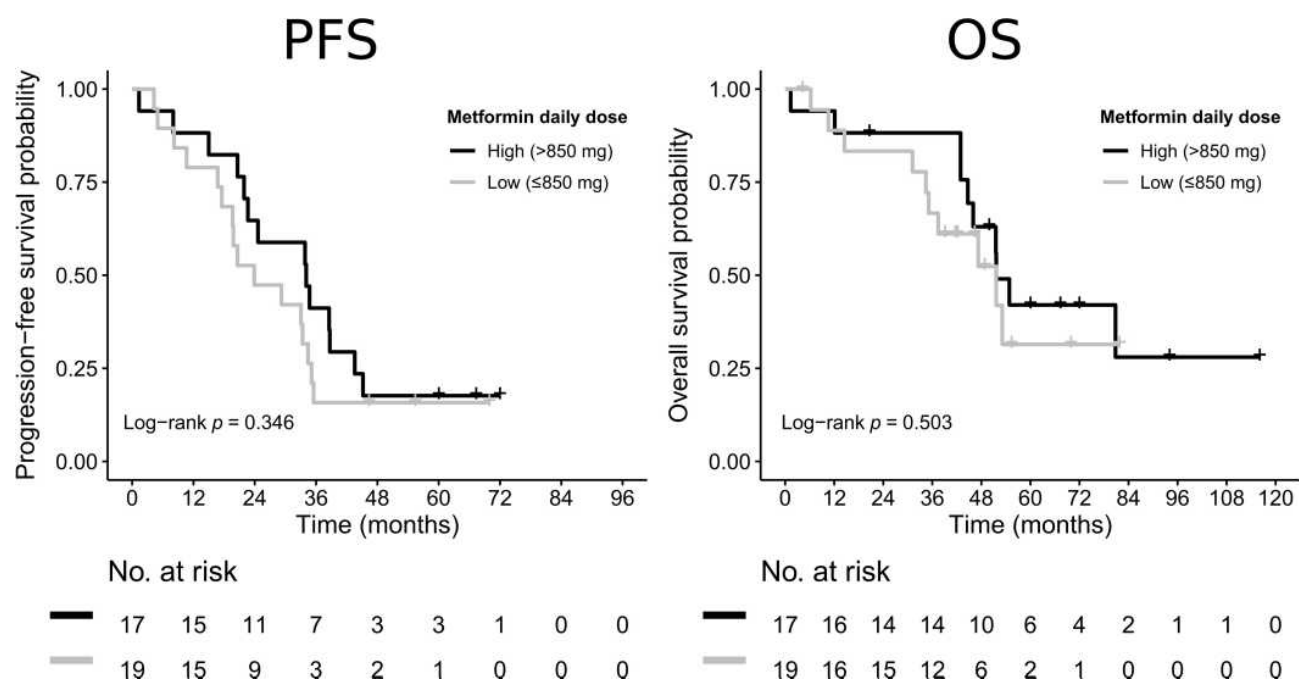 PFS
Progression−free survival probability
1.00
0.75
0.50
0.25
0.00
Metformin daily dose
High (>850 mg)
Low (≤850 mg)
Log−rank p = 0.346
0 12 24 36 48 60 72 84 96
Time (months)
No. at risk
17 15 11 7 3 3 1 0 0
19 15 9 3 2 1 0 0 0
OS
Overall survival probability
1.00
0.75
0.50
0.25
0.00
Metformin daily dose
High (>850 mg)
Low (≤850 mg)
Log−rank p = 0.503
0 12 24 36 48 60 72 84 96 108 120
Time (months)
No. at risk
17 16 14 14 10 6 4 2 1 1 0
19 16 15 12 6 2 1 0 0 0 0